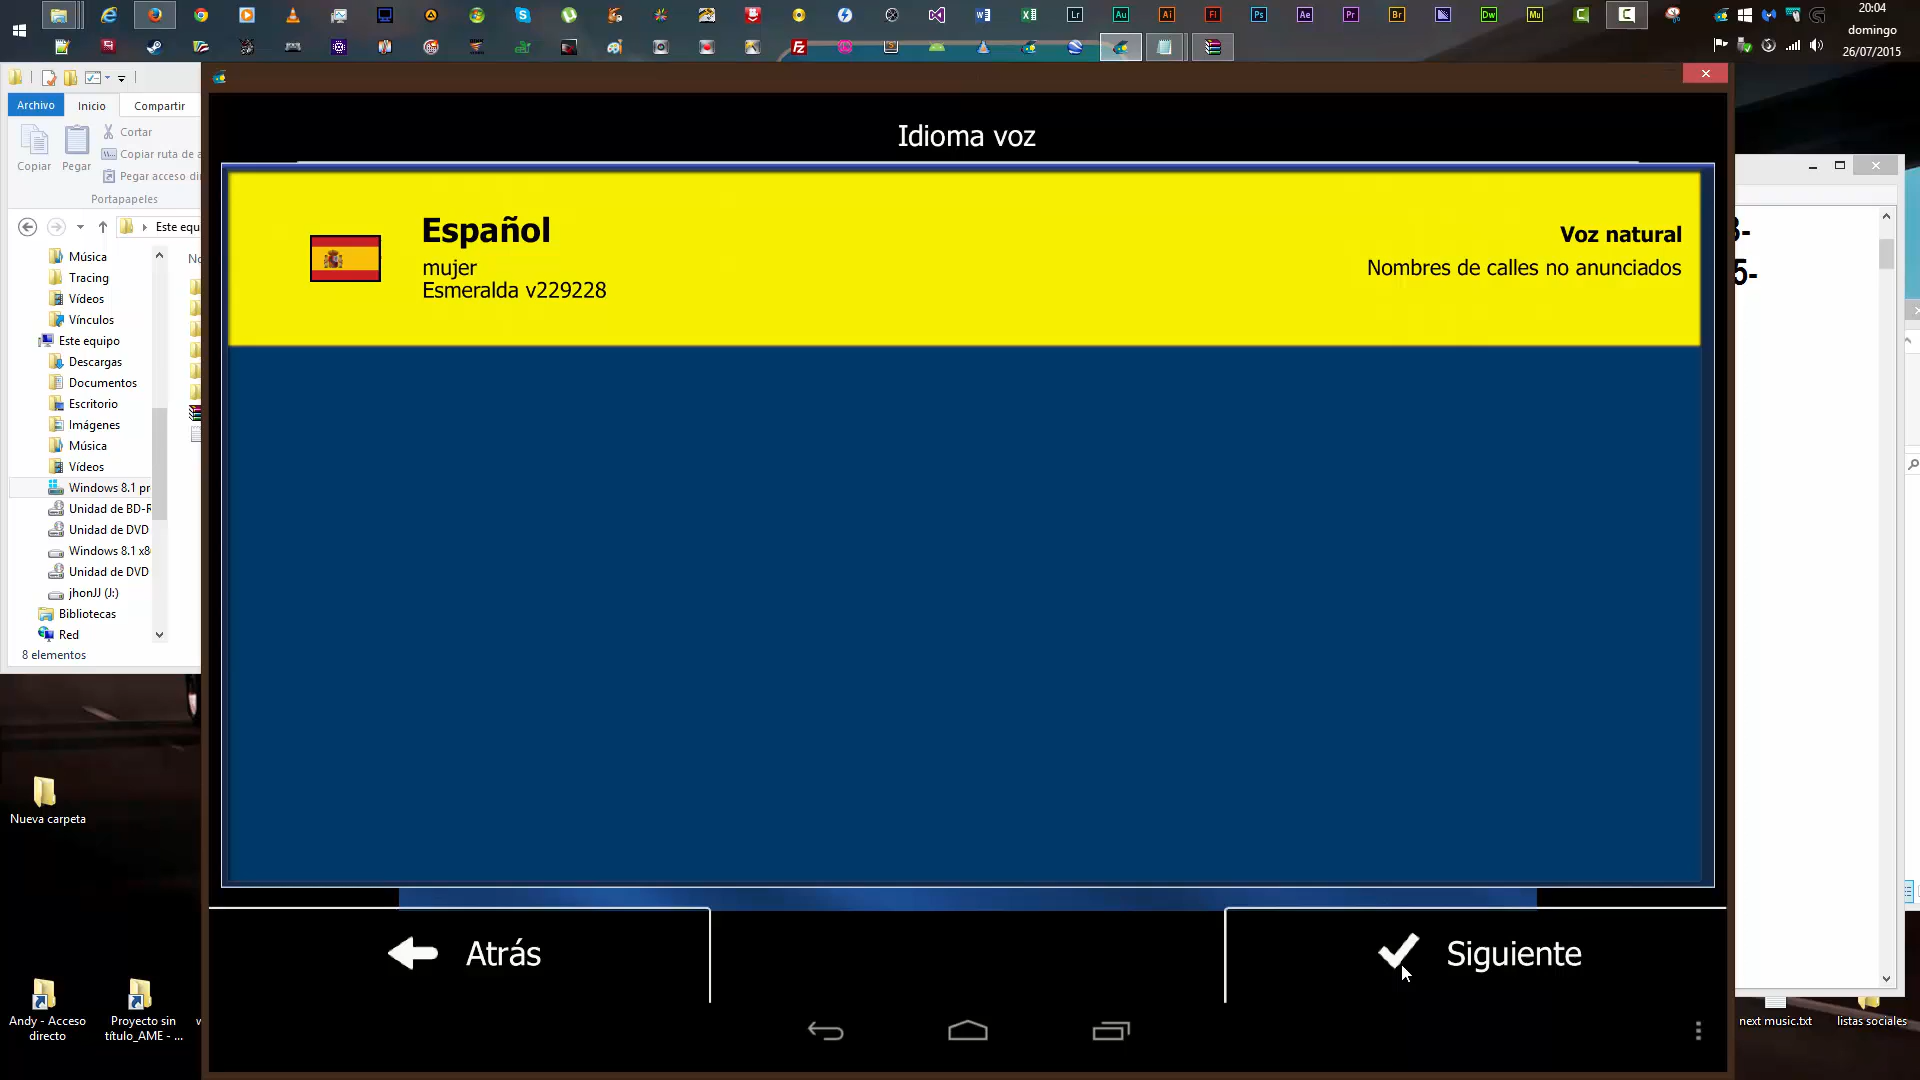 20:04
domingo
26/07/2015
Archivo
Inicio
Compartir
Cortar
Copiar ruta de a
Pegar acceso di
Copiar
Pegar
Portapapeles
Este equ
Música
Tracing
Vídeos
Vínculos
Este equipo
Descargas
Documentos
Escritorio
Imágenes
Música
Vídeos
Windows 8.1 pr
Unidad de BD-R
Unidad de DVD
Windows 8.1 x8
Unidad de DVD
jhonJJ (J:)
Bibliotecas
Red
8 elementos
Idioma voz
Español
mujer
Esmeralda v229228
Voz natural
Nombres de calles no anunciados
5-
Atrás
Siguiente
Nueva carpeta
Andy - Acceso
directo
Proyecto sin
título_AME - ...
next music.txt
listas sociales